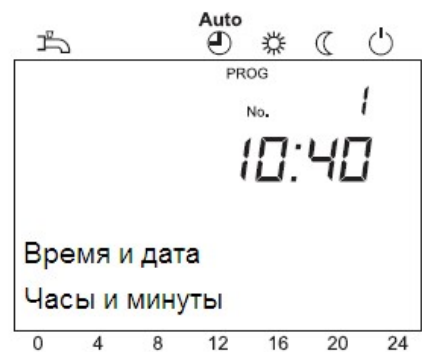 Auto
PROG
No. 1
10:40
Время и дата
Часы и минуты
0 4 8 12 16 20 24